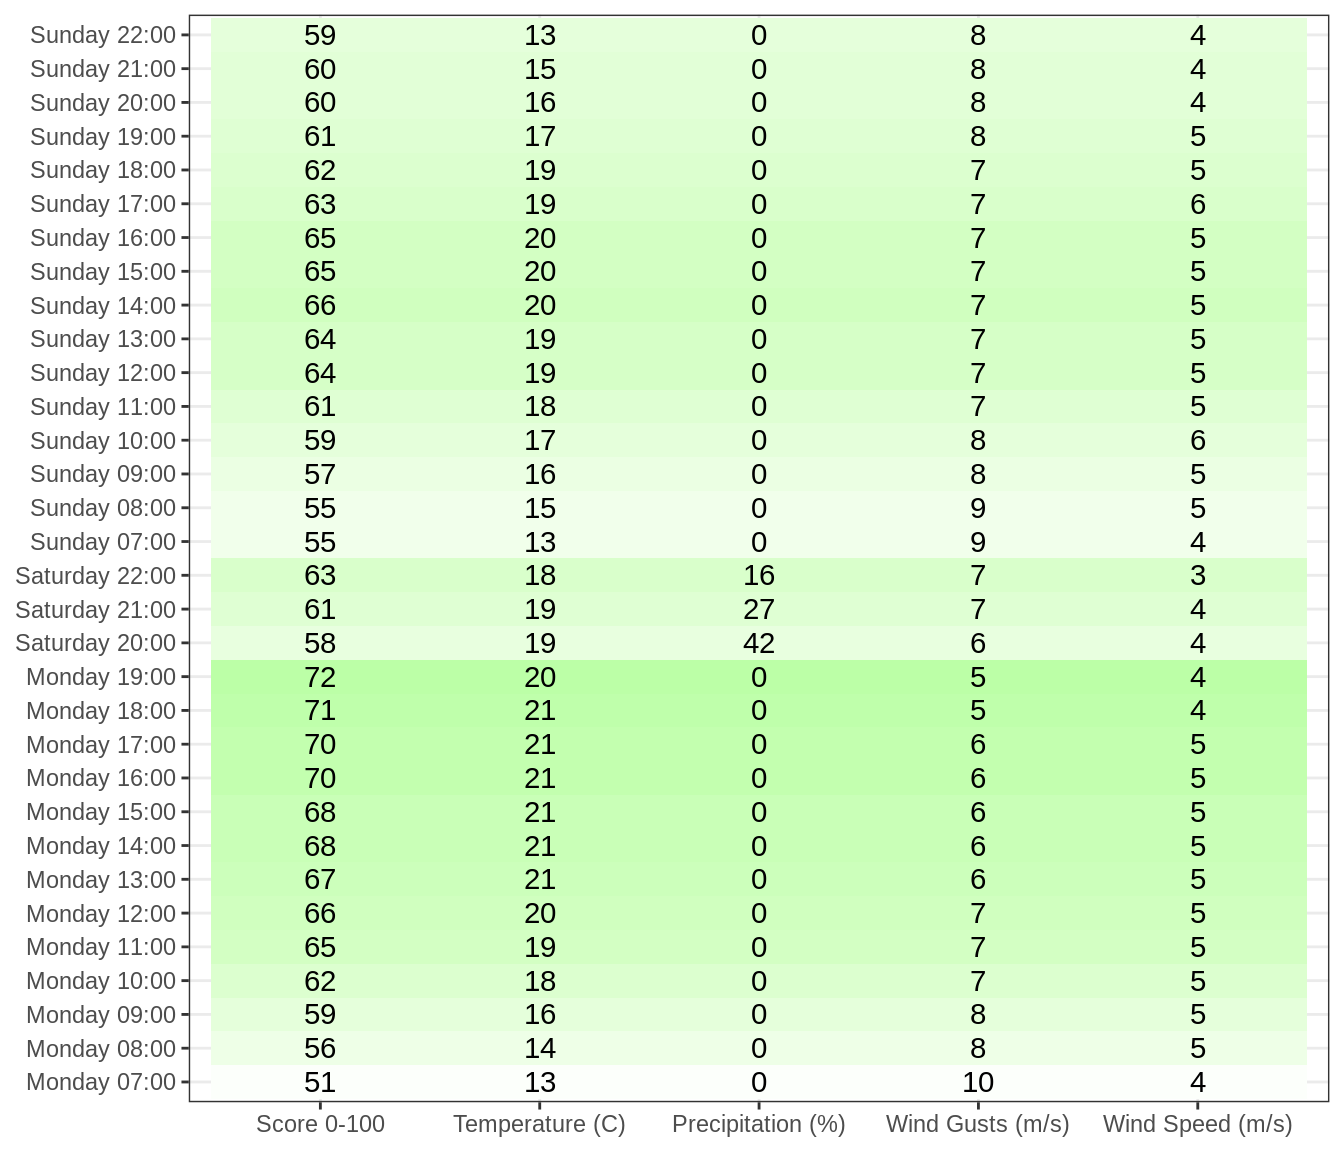 Sunday 22:00 59 13 0 8 4
Sunday 21:00 60 15 0 8 4
Sunday 20:00 60 16 0 8 4
Sunday 19:00 61 17 0 8 5
Sunday 18:00 62 19 0 7 5
Sunday 17:00 63 19 0 7 6
Sunday 16:00 65 20 0 7 5
Sunday 15:00 65 20 0 7 5
Sunday 14:00 66 20 0 7 5
Sunday 13:00 64 19 0 7 5
Sunday 12:00 64 19 0 7 5
Sunday 11:00 61 18 0 7 5
Sunday 10:00 59 17 0 8 6
Sunday 09:00 57 16 0 8 5
Sunday 08:00 55 15 0 9 5
Sunday 07:00 55 13 0 9 4
Saturday 22:00 63 18 16 7 3
Saturday 21:00 61 19 27 7 4
Saturday 20:00 58 19 42 6 4
Monday 19:00 72 20 0 5 4
Monday 18:00 71 21 0 5 4
Monday 17:00 70 21 0 6 5
Monday 16:00 70 21 0 6 5
Monday 15:00 68 21 0 6 5
Monday 14:00 68 21 0 6 5
Monday 13:00 67 21 0 6 5
Monday 12:00 66 20 0 7 5
Monday 11:00 65 19 0 7 5
Monday 10:00 62 18 0 7 5
Monday 09:00 59 16 0 8 5
Monday 08:00 56 14 0 8 5
Monday 07:00 51 13 0 10 4
Score 0-100 Temperature (C) Precipitation (%) Wind Gusts (m/s) Wind Speed (m/s)